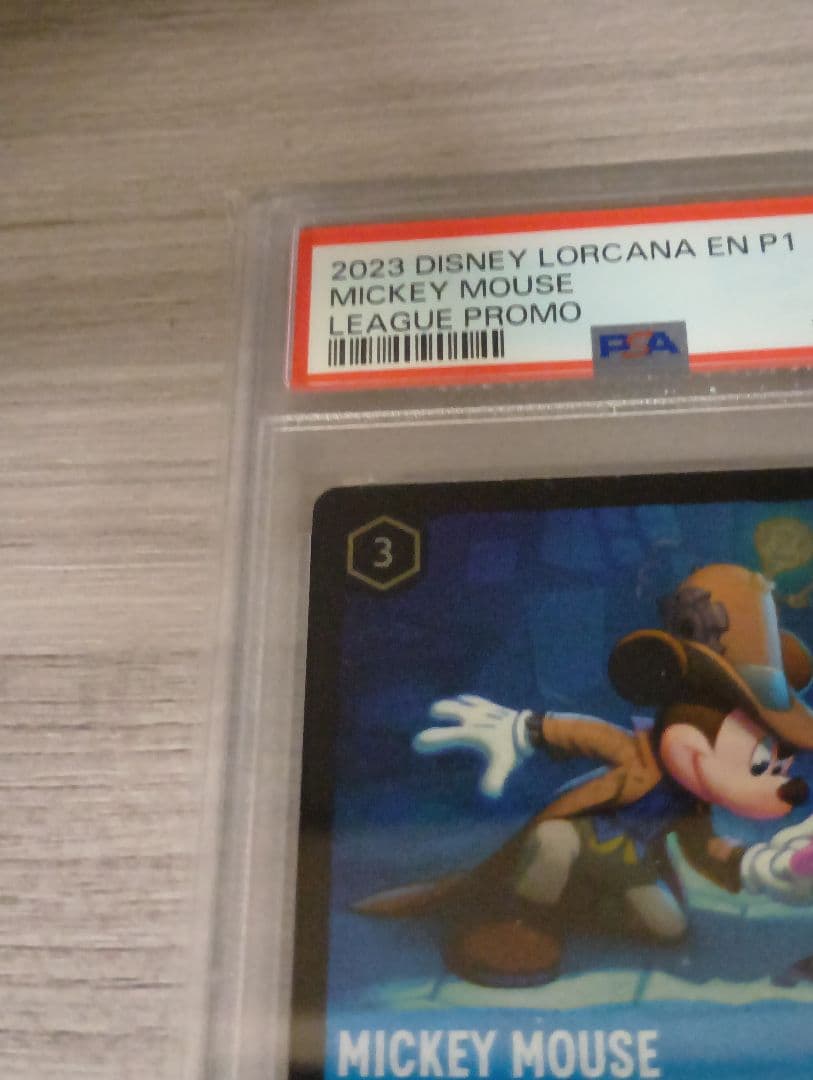 2023 DISNEY LORCANA EN P1
MICKEY MOUSE
LEAGUE PROMO
PSA
3
MICKEY MOUSE